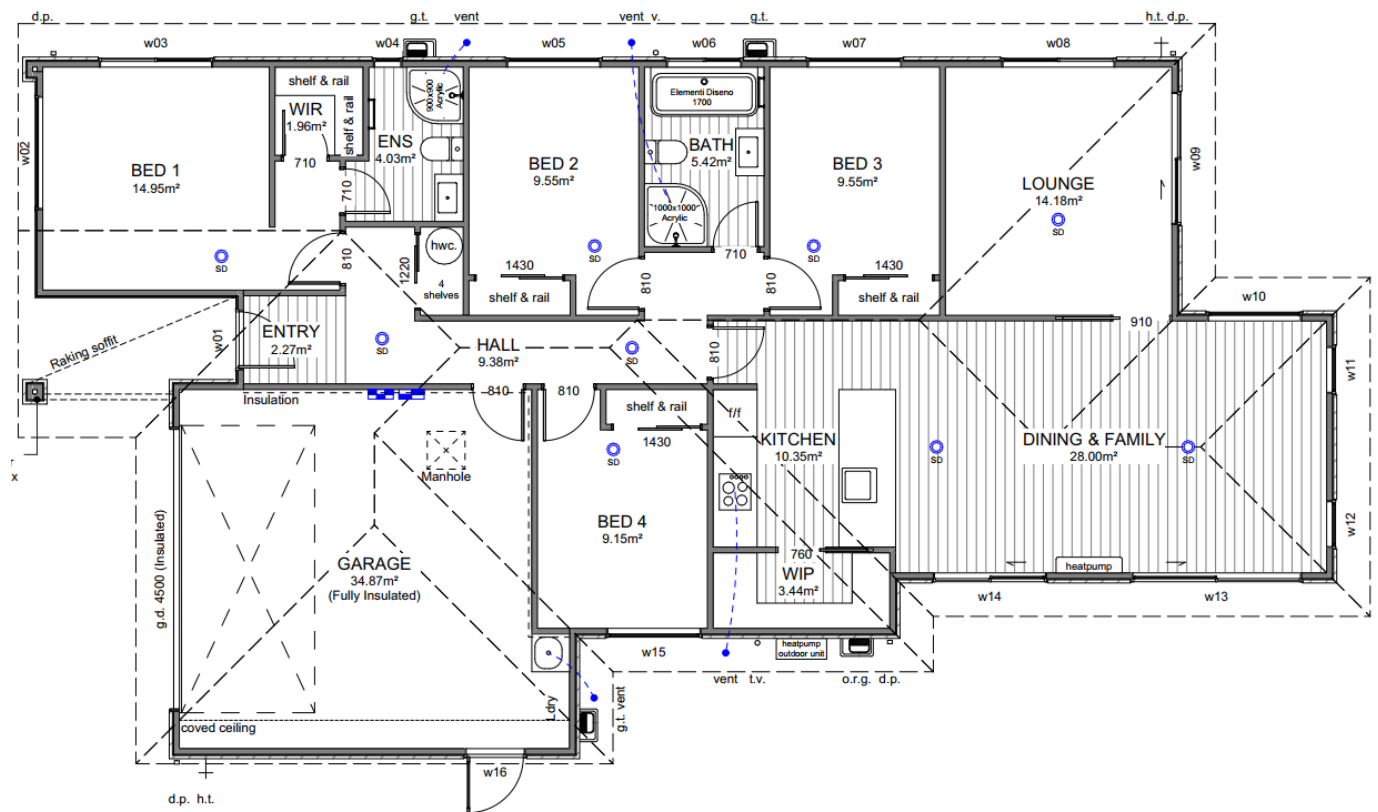 d.p.
g.t.
vent
vent v.
g.t.
h.t. d.p.
w03
w04
w05
w06
w07
w08
shelf & rail
WIR
1.96m²
shelf & rail
710
900x900
Acrylic
ENS
4.03m²
710
w02
BED 1
14.95m²
BED 2
9.55m²
Elementi Diseno
1700
BATH
5.42m²
1000x1000
Acrylic
710
BED 3
9.55m²
LOUNGE
14.18m²
SD
w09
SD
810
1220
hwc.
4
shelves
SD
1430
shelf & rail
810
SD
810
1430
shelf & rail
w10
910
Raking soffit
w01
ENTRY
2.27m²
SD
HALL
9.38m²
SD
810
w11
Insulation
810
810
shelf & rail
1430
SD
f/f
KITCHEN
10.35m²
SD
DINING & FAMILY
28.00m²
SD
x
Manhole
BED 4
9.15m²
w12
g.d. 4500 (Insulated)
GARAGE
34.87m²
(Fully Insulated)
760
WIP
3.44m²
heatpump
w14
w13
w15
heatpump
outdoor unit
vent
t.v.
o.r.g.
d.p.
Ldry
g.t. vent
coved ceiling
w16
d.p. h.t.